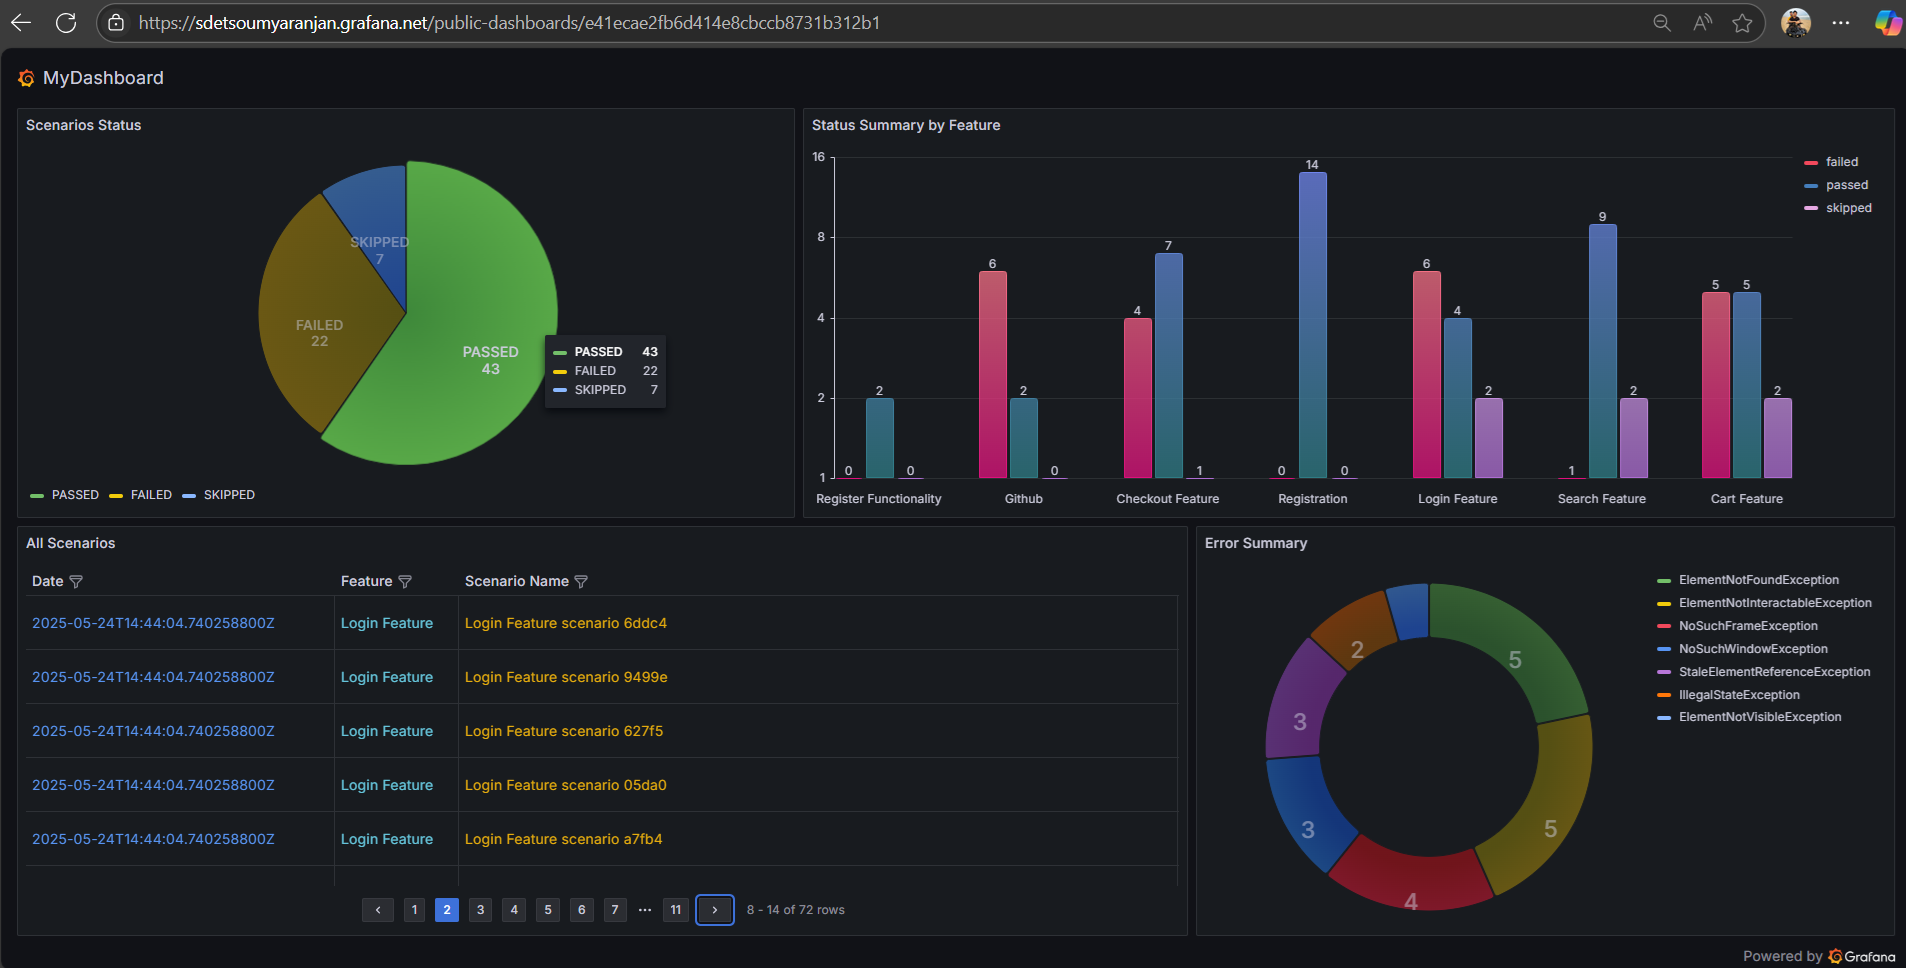 https://sdetsoumyaranjan.grafana.net/public-dashboards/e41ecae2fb6d414e8cbccb8731b312b1
MyDashboard
Scenarios Status
SKIPPED
7
FAILED
22
PASSED
43
PASSED 43
FAILED 22
SKIPPED 7
PASSED FAILED SKIPPED
Status Summary by Feature
16
8
4
2
1
0 2 0
6 2 0
4 7 1
0 14 0
6 4 2
1 9 2
5 5 2
Register Functionality Github Checkout Feature Registration Login Feature Search Feature Cart Feature
failed
passed
skipped
All Scenarios
Date Feature Scenario Name
2025-05-24T14:44:04.740258800Z Login Feature Login Feature scenario 6ddc4
2025-05-24T14:44:04.740258800Z Login Feature Login Feature scenario 9499e
2025-05-24T14:44:04.740258800Z Login Feature Login Feature scenario 627f5
2025-05-24T14:44:04.740258800Z Login Feature Login Feature scenario 05da0
2025-05-24T14:44:04.740258800Z Login Feature Login Feature scenario a7fb4
‹ 1 2 3 4 5 6 7 ••• 11 › 8 - 14 of 72 rows
Error Summary
5
5
4
3
3
2
ElementNotFoundException
ElementNotInteractableException
NoSuchFrameException
NoSuchWindowException
StaleElementReferenceException
IllegalStateException
ElementNotVisibleException
Powered by Grafana